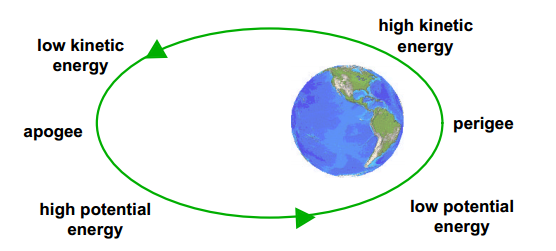 high kinetic
energy
low kinetic
energy
apogee
perigee
high potential
energy
low potential
energy